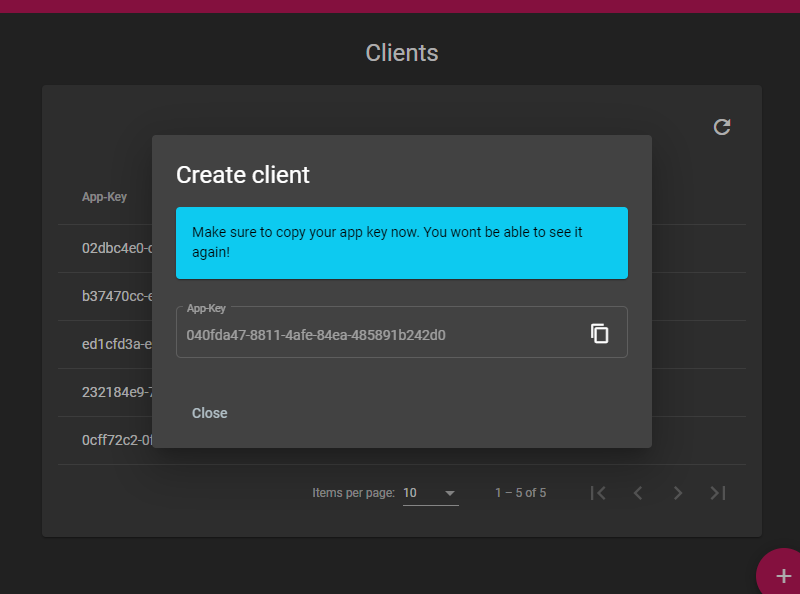 Clients
Create client
App-Key
Make sure to copy your app key now. You wont be able to see it
again!
02dbc4e0-
b37470cc-
App-Key
040fda47-8811-4afe-84ea-485891b242d0
ed1cfd3a-e
232184e9-7
Close
0cff72c2-0f
Items per page: 10
1 – 5 of 5
+